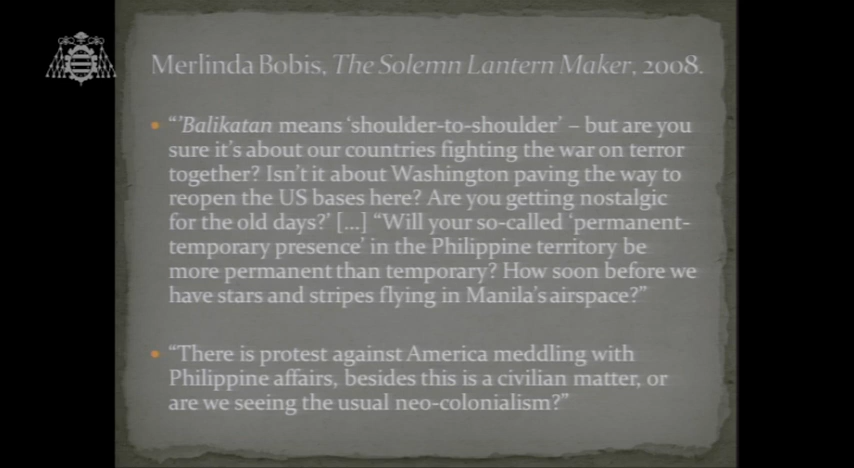 Merlinda Bobis, The Solemn Lantern Maker, 2008.
“’Balikatan means ‘shoulder-to-shoulder’ – but are you
sure it’s about our countries fighting the war on terror
together? Isn’t it about Washington paving the way to
reopen the US bases here? Are you getting nostalgic
for the old days?’ [...] “Will your so-called ‘permanent-
temporary presence’ in the Philippine territory be
more permanent than temporary? How soon before we
have stars and stripes flying in Manila’s airspace?”
“There is protest against America meddling with
Philippine affairs, besides this is a civilian matter, or
are we seeing the usual neo-colonialism?”